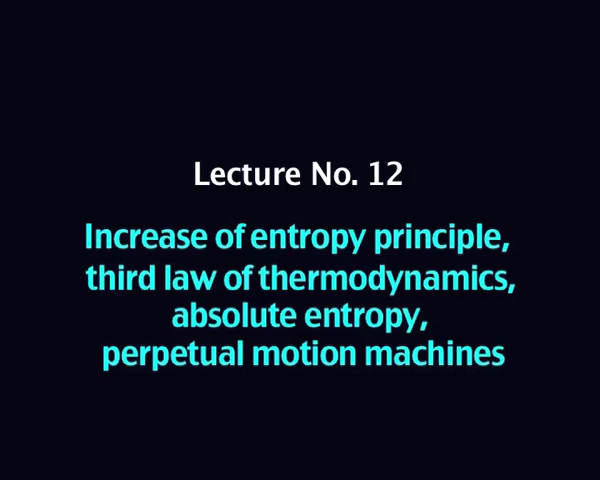 Lecture No. 12
Increase of entropy principle,
third law of thermodynamics,
absolute entropy,
perpetual motion machines